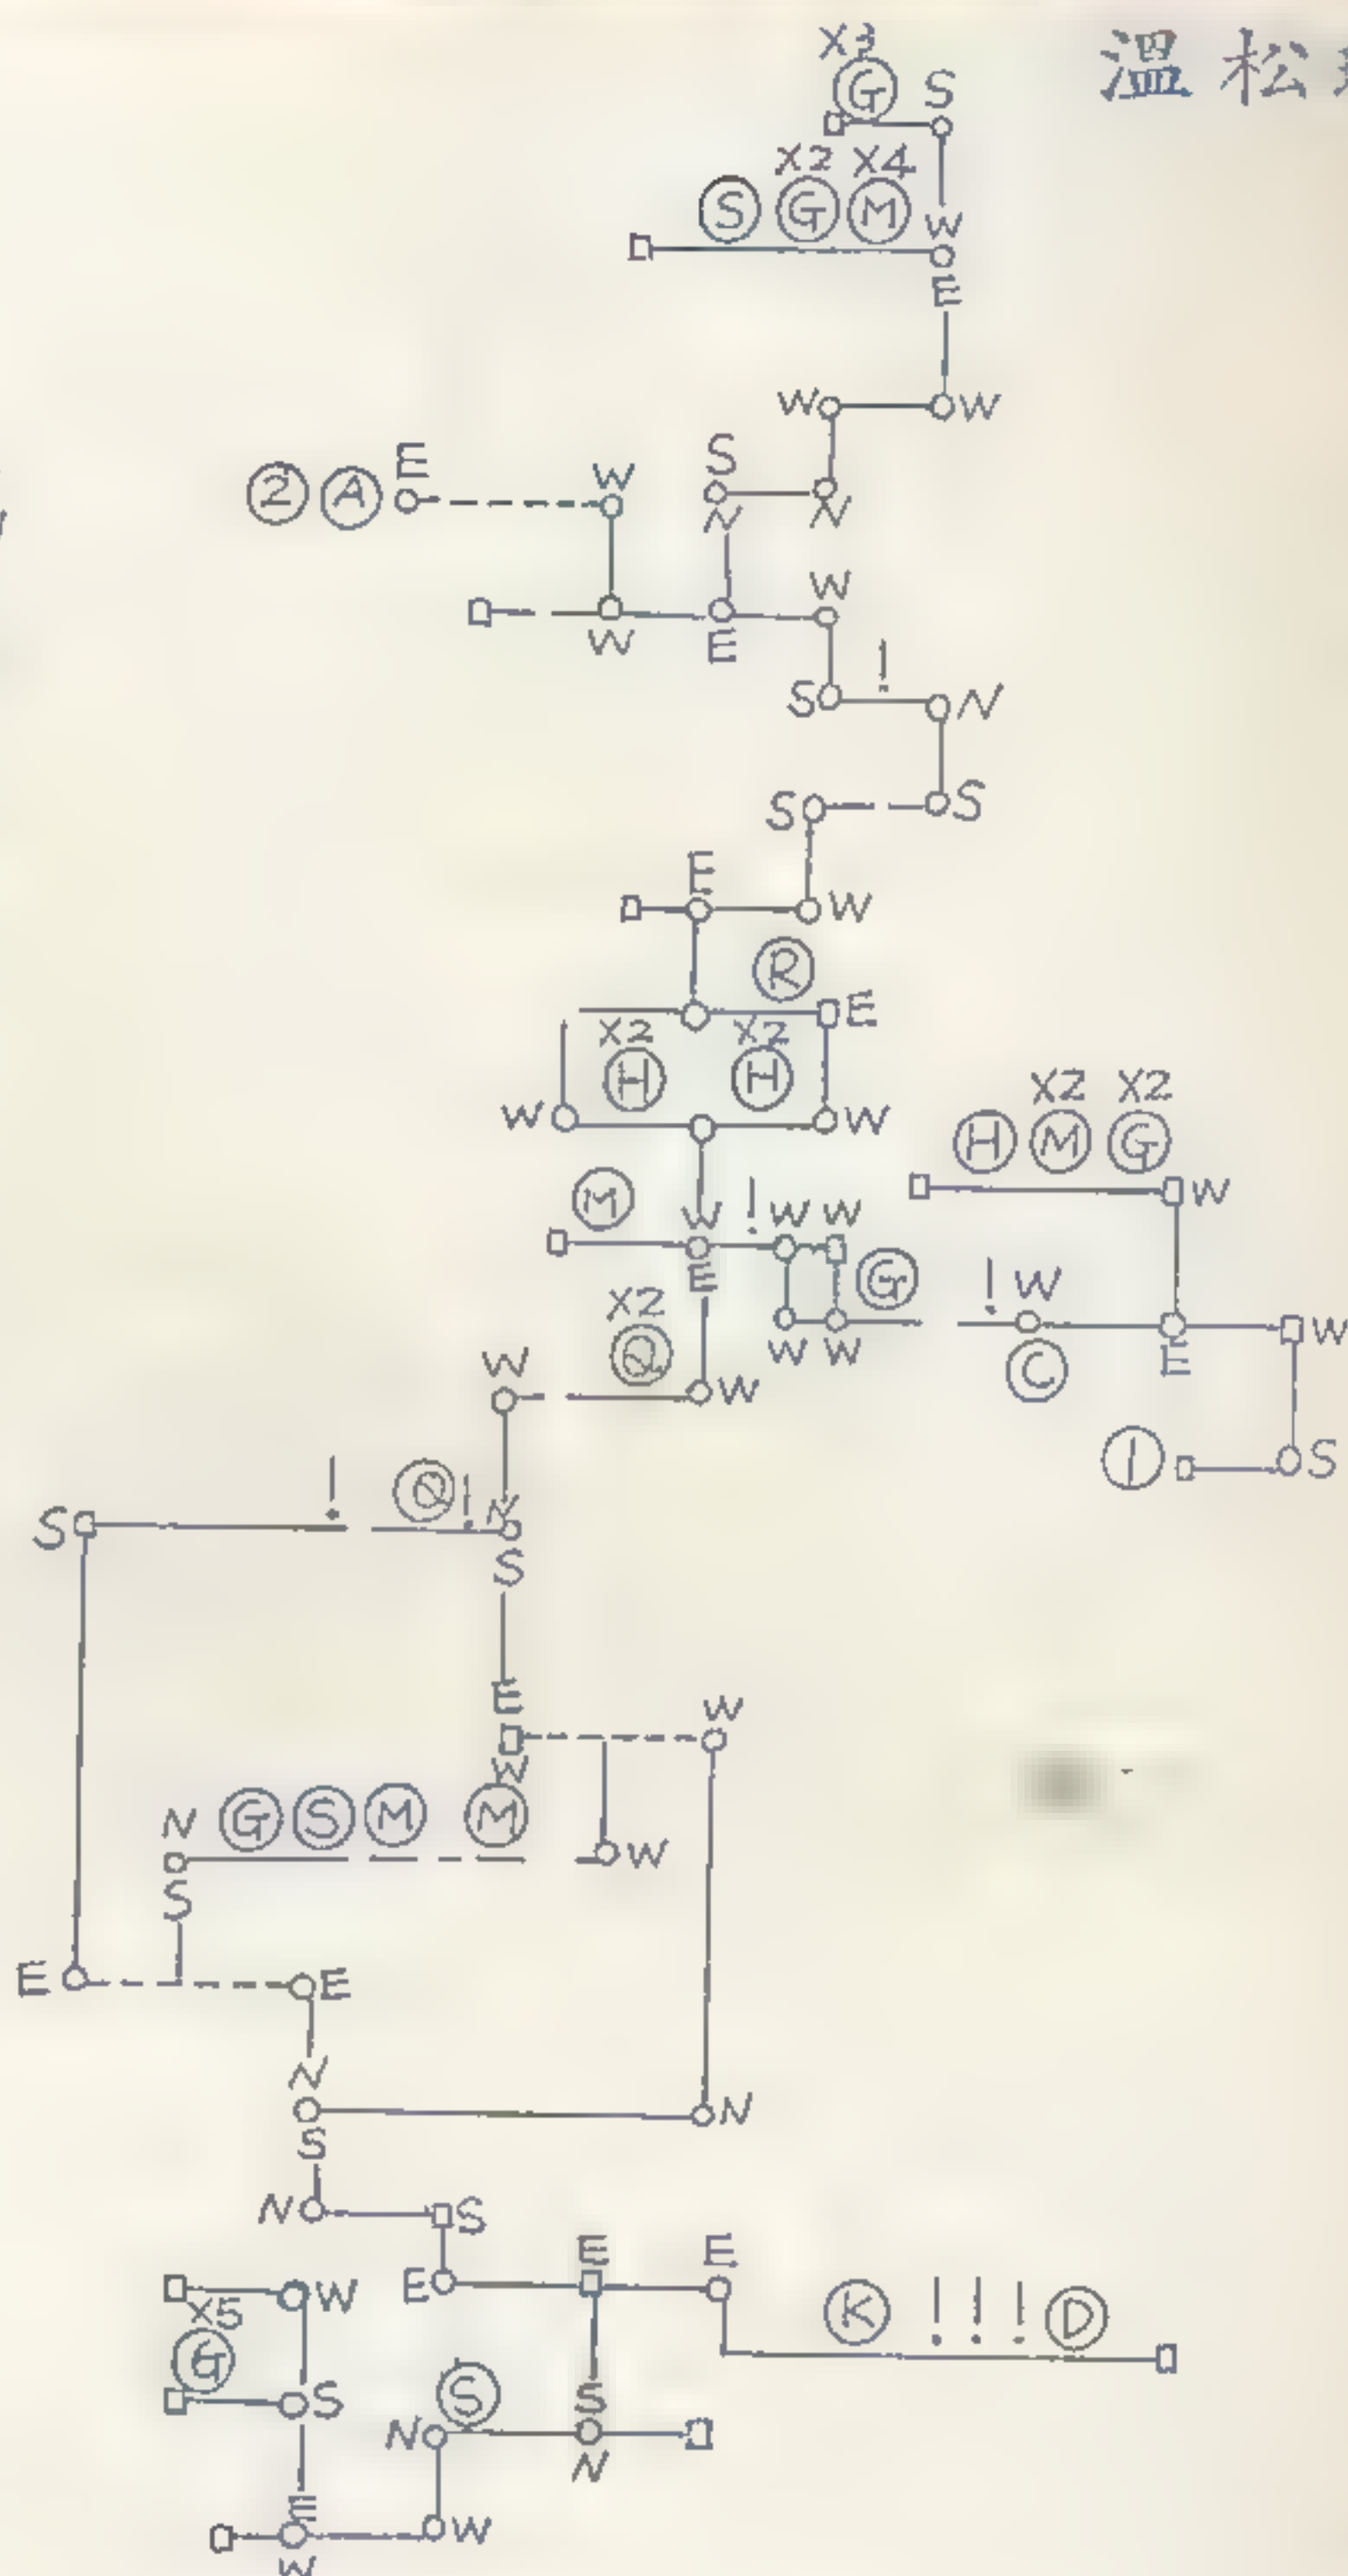 X3
溫松
G S
X2 X4
S G M W
E
W W
E W S
2 A N N
W
W E
!
S N
S S
E
W
R E
X2 X2
H H
W W
X2 X2
H M G
M ! W W W
W
E G ! W
X2 W
Q W W C E
W W
! Q ! N 1 S
S S
E
W
W
N G S M M
W
S
E E
N
N
S
N S
E E
W E
X5 K ! ! ! D
G
S S S
N N
E
W
W